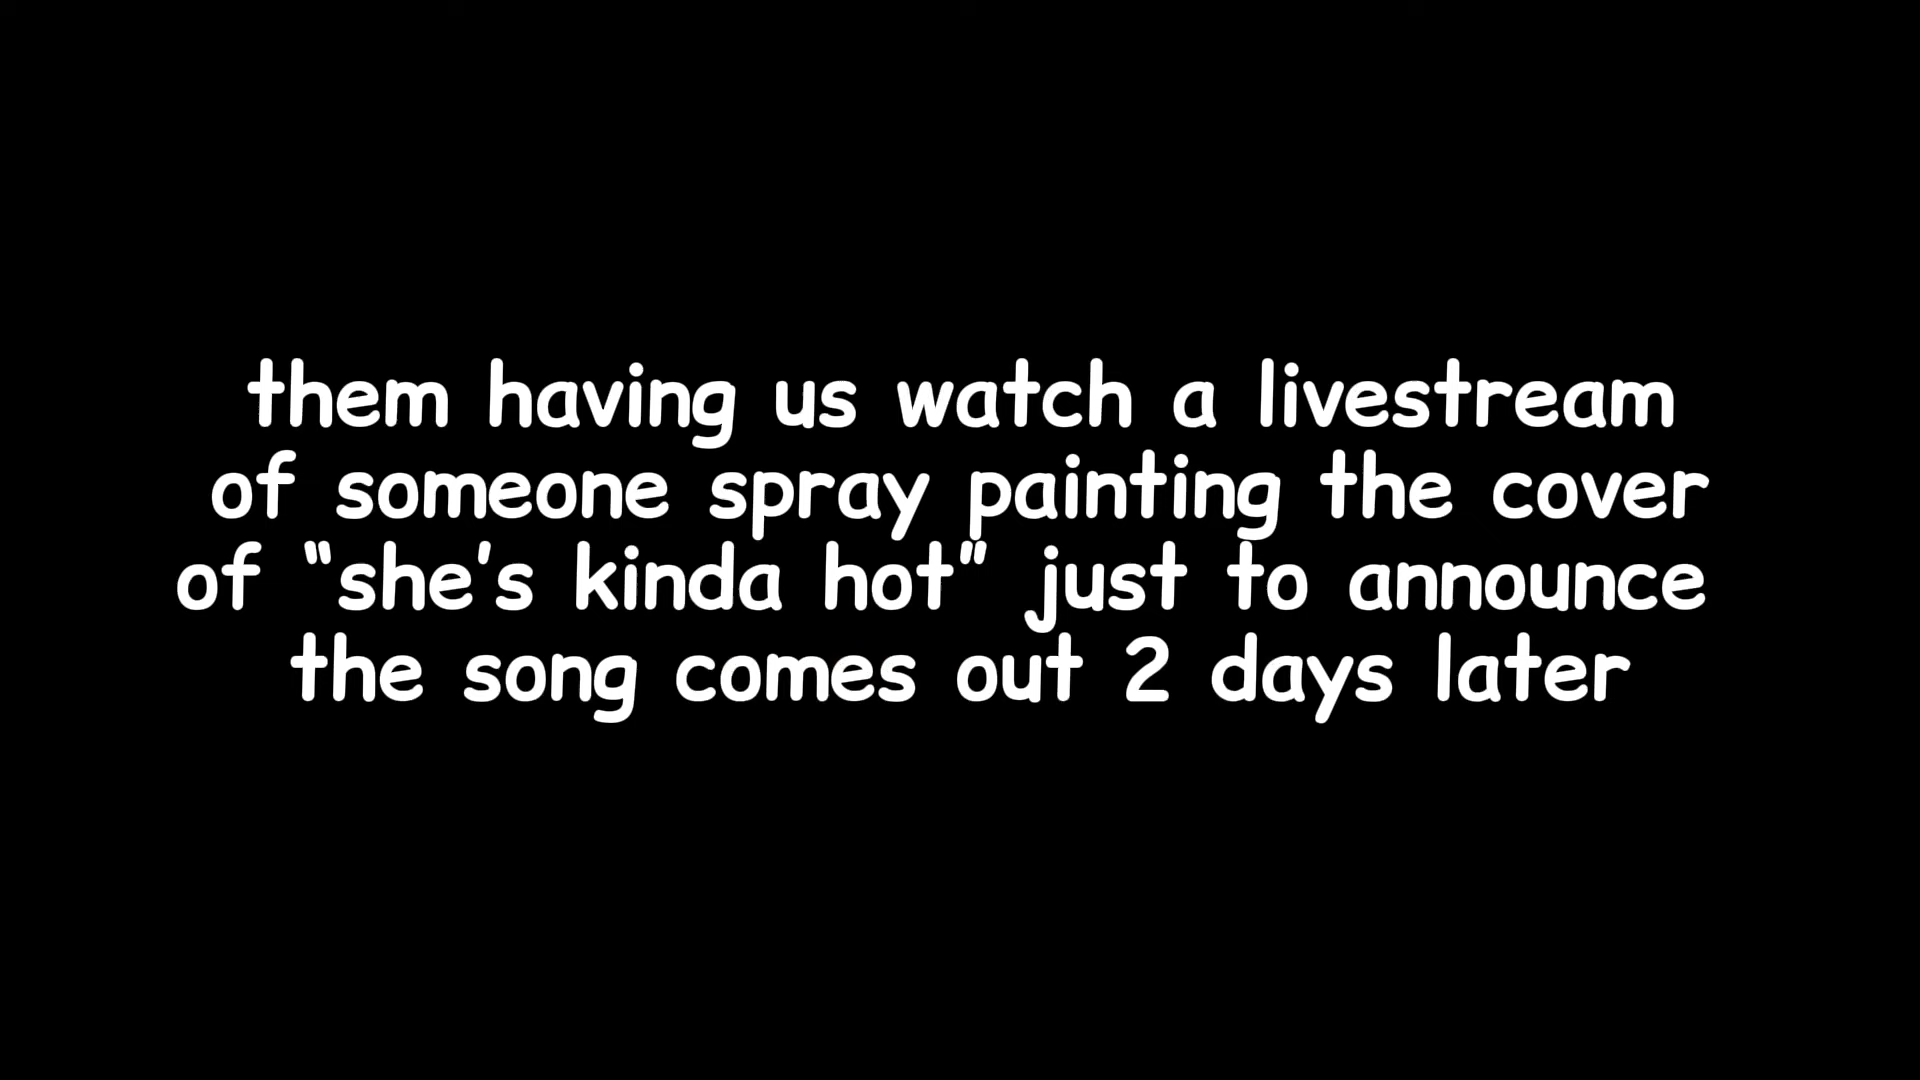 them having us watch a livestream
of someone spray painting the cover
of “she's kinda hot” just to announce
the song comes out 2 days later